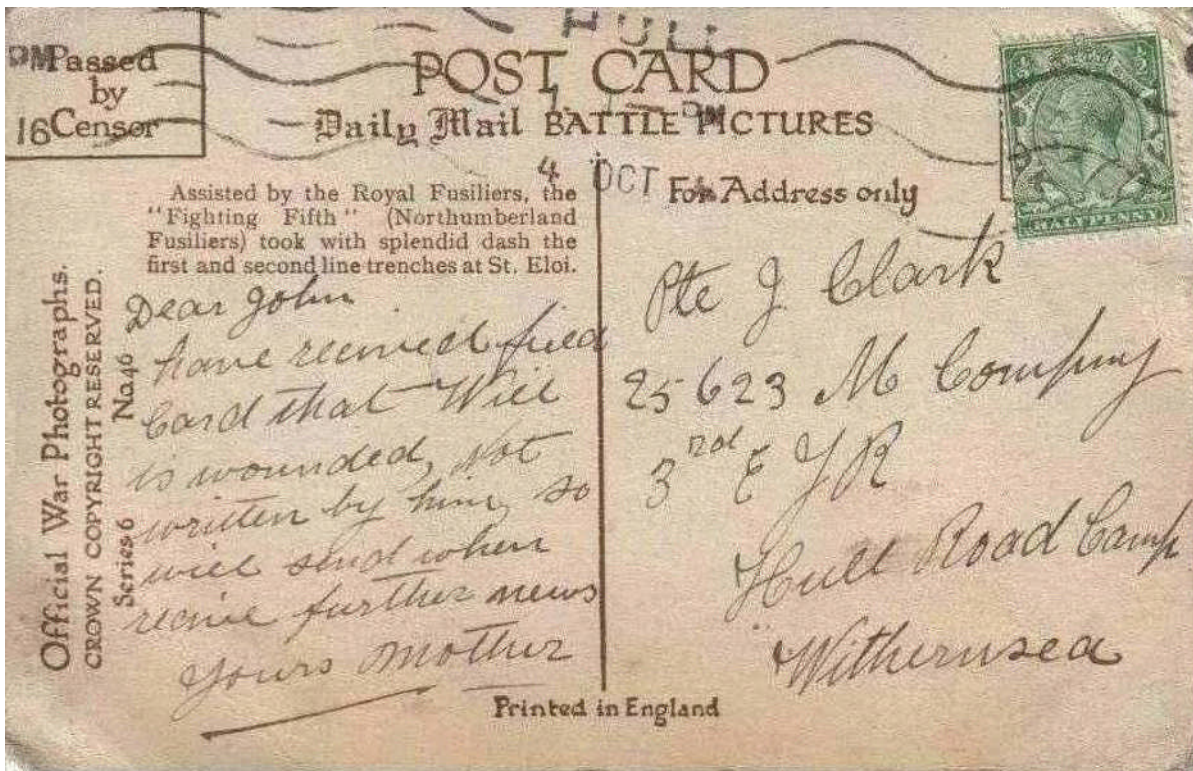 Passed
by
Censor
PM
16
HULL
POST CARD
Daily Mail BATTLE PICTURES
4 OCT
PM
For Address only
HALFPENNY
Assisted by the Royal Fusiliers, the
"Fighting Fifth" (Northumberland
Fusiliers) took with splendid dash the
first and second line trenches at St. Eloi.
Official War Photographs.
CROWN COPYRIGHT RESERVED.
Series 6 No. 46
Dear John
have recieved field
Card that Will
is wounded, not
written by him, so
will send when
recive further news
yours Mother
Pte J. Clark
25623 M Company
3rd E Y R
Hull Road Camp
Withernsea
Printed in England